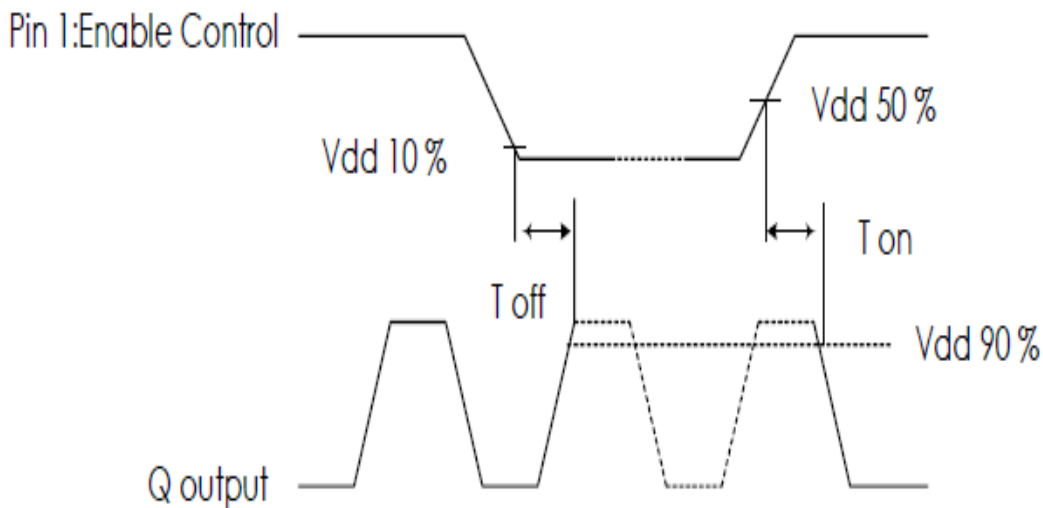 Pin 1:Enable Control
Vdd 50 %
Vdd 10 %
T on
T off
Vdd 90 %
Q output